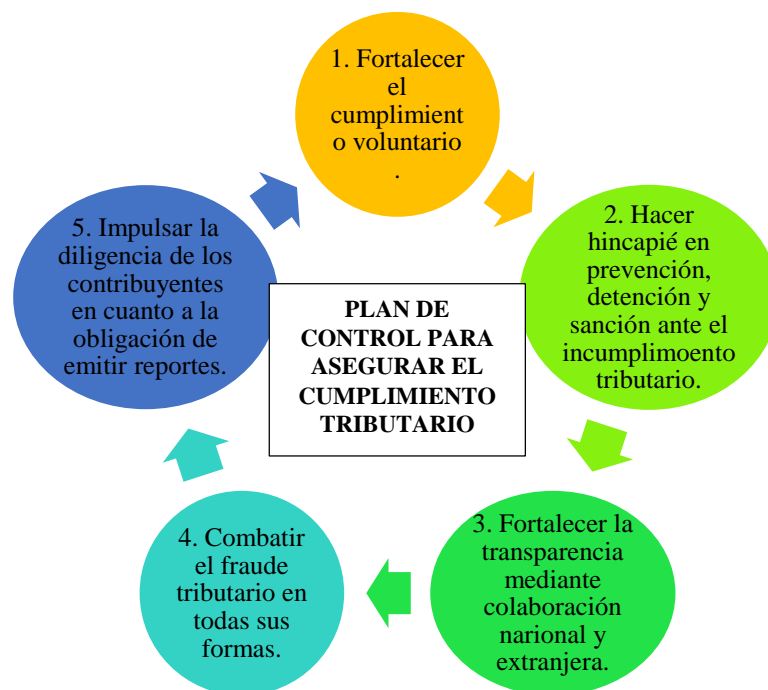 1. Fortalecer
el
cumplimient
o voluntario
.
2. Hacer
hincapié en
prevención,
detención y
sanción ante el
incumplimoento
tributario.
3. Fortalecer la
transparencia
mediante
colaboración
narional y
extranjera.
4. Combatir
el fraude
tributario en
todas sus
formas.
5. Impulsar la
diligencia de los
contribuyentes
en cuanto a la
obligación de
emitir reportes.
PLAN DE
CONTROL PARA
ASEGURAR EL
CUMPLIMIENTO
TRIBUTARIO